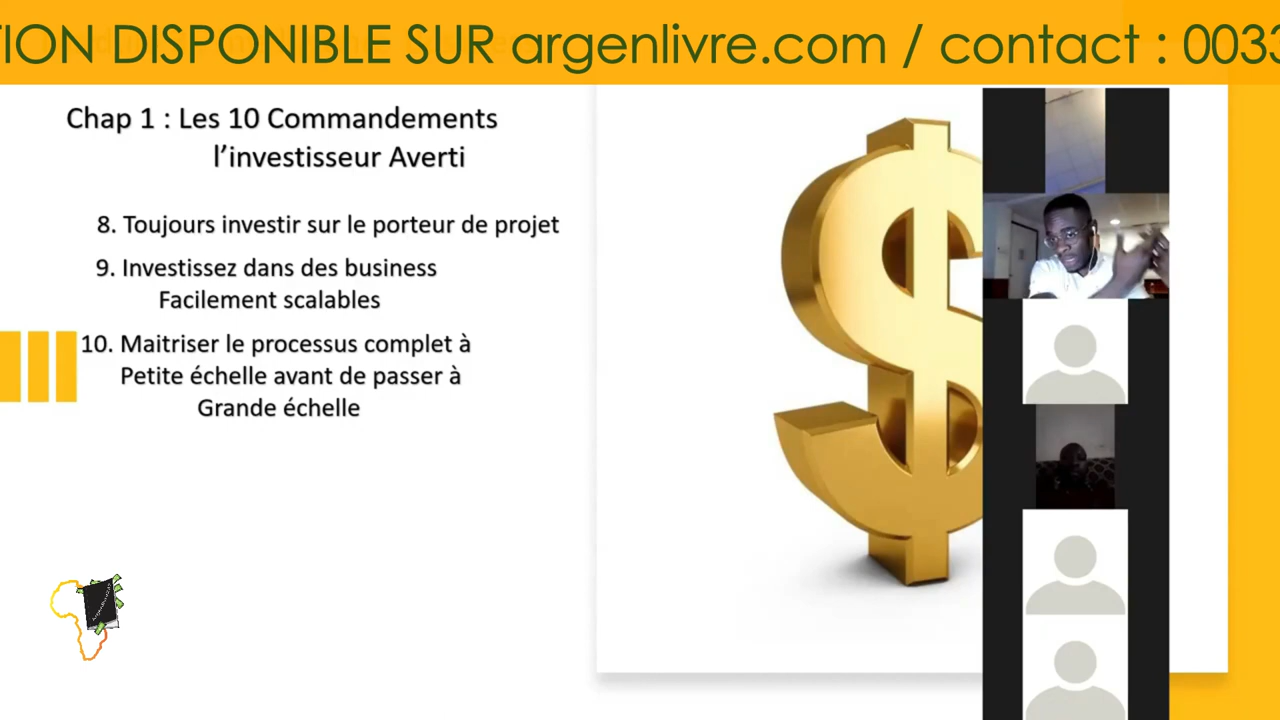 TION DISPONIBLE SUR argenlivre.com / contact : 0033
Chap 1 : Les 10 Commandements
l’investisseur Averti
8. Toujours investir sur le porteur de projet
9. Investissez dans des business
Facilement scalables
10. Maitriser le processus complet à
Petite échelle avant de passer à
Grande échelle